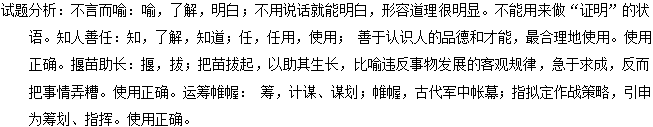 试题分析：不言而喻：喻，了解，明白；不用说话就能明白，形容道理很明显。不能用来做“证明”的状
语。知人善任：知，了解，知道；任，任用，使用； 善于认识人的品德和才能，最合理地使用。使用
正确。揠苗助长：揠，拔；把苗拔起，以助其生长，比喻违反事物发展的客观规律，急于求成，反而
把事情弄糟。使用正确。运筹帷幄： 筹，计谋、谋划；帷幄，古代军中帐幕；指拟定作战策略，引申
为筹划、指挥。使用正确。